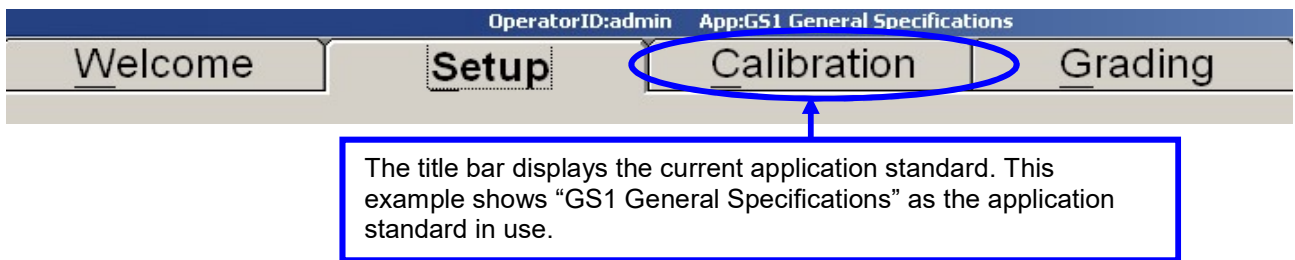 OperatorID:admin App:GS1 General Specifications
Welcome Setup Calibration Grading
The title bar displays the current application standard. This
example shows “GS1 General Specifications” as the application
standard in use.